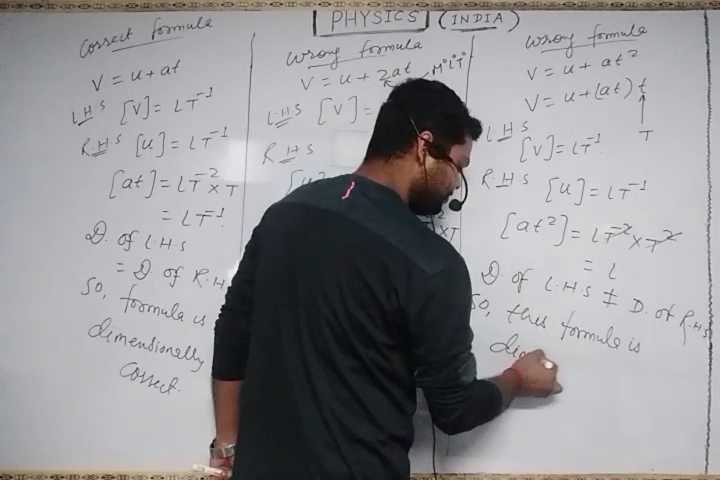 PHYSICS (INDIA)
Correct formula
V = u + at
L.H.S [V] = LT⁻¹
R.H.S [u] = LT⁻¹
[at] = LT⁻² × T
= LT⁻¹.
D. of L.H.S
= D. of R.H
So, formula is
dimensionally
correct.
Wrong formula
V = u + 2at M⁰L⁰T⁰
L.H.S [V] =
R.H.S
[u]
×T
Wrong formula
V = u + at²
V = u + (at) t
T
L.H.S
[V] = LT⁻¹.
R.H.S [u] = LT⁻¹
[at²] = LT⁻² × T²
= L
D. of L.H.S ≠ D. of R.H.S
So, this formula is